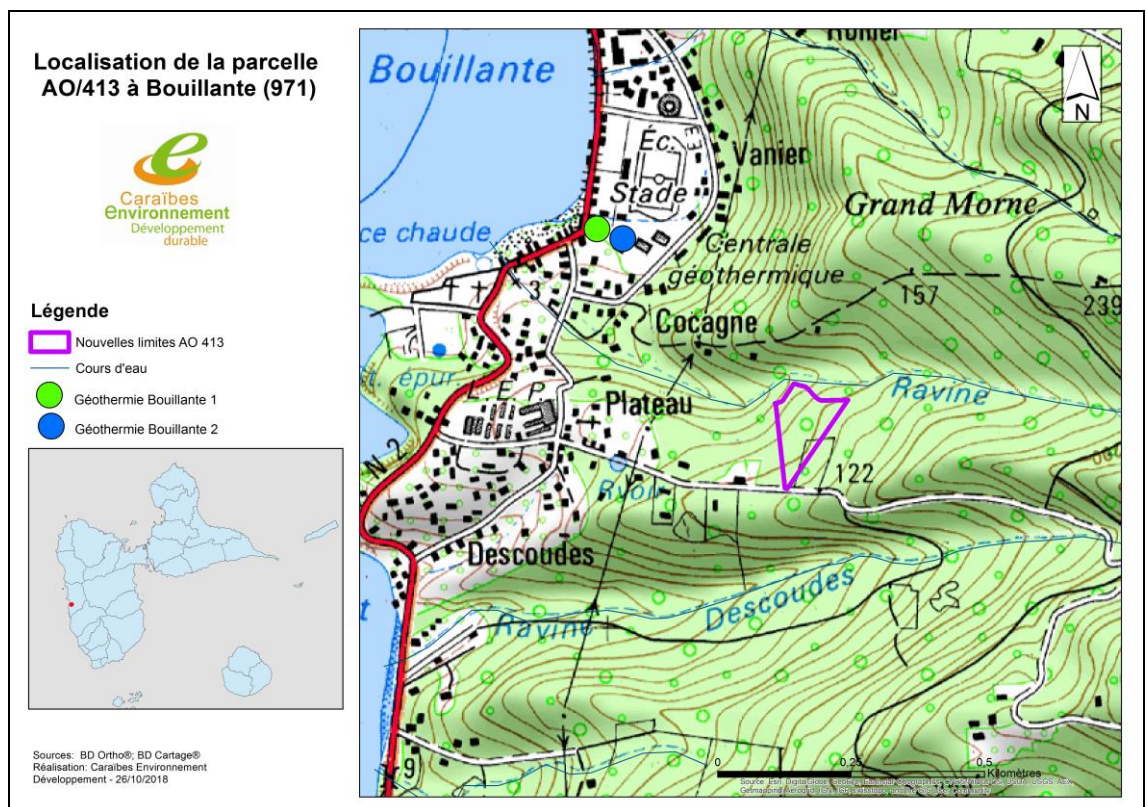 Localisation de la parcelle
AO/413 à Bouillante (971)
Caraïbes
environnement
Développement
durable
Légende
Nouvelles limites AO 413
Cours d'eau
Géothermie Bouillante 1
Géothermie Bouillante 2
Sources: BD Ortho®; BD Cartage®
Réalisation: Caraïbes Environnement
Développement - 26/10/2018
Bouillante
N
Éc.
Vanier
Stade
Grand Morne
ce chaude
Centrale
géothermique
157
239
3
Cocagne
t. épur.
L E P
Plateau
Ravine
N 2
122
Descoudes
Ravine
Descoudes
t
9
0
0,25
0,5
Kilomètres